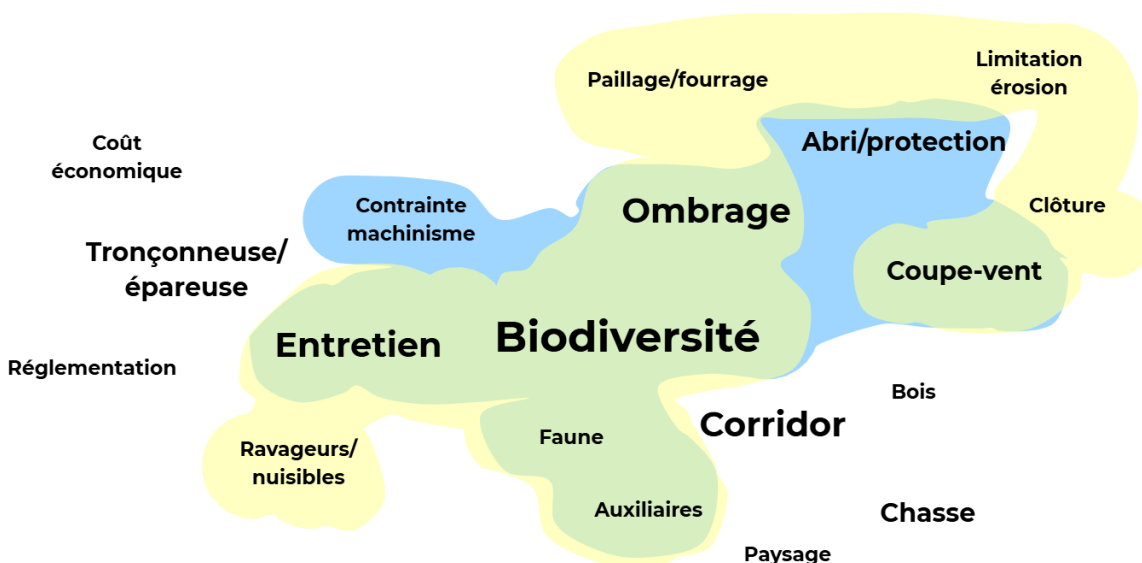 Limitation
érosion
Paillage/fourrage
Coût
économique
Abri/protection
Contrainte
machinisme
Ombrage
Clôture
Tronçonneuse/
épareuse
Coupe-vent
Entretien
Biodiversité
Réglementation
Bois
Corridor
Faune
Ravageurs/
nuisibles
Auxiliaires
Chasse
Paysage